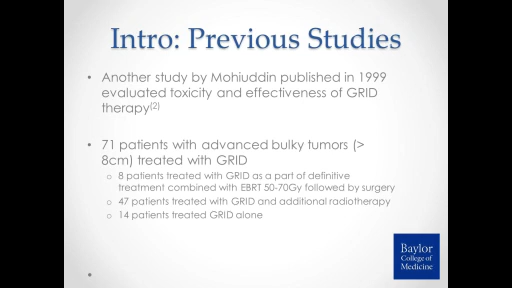 Intro: Previous Studies
• Another study by Mohiuddin published in 1999
evaluated toxicity and effectiveness of GRID
therapy(2)
• 71 patients with advanced bulky tumors (>
8cm) treated with GRID
o 8 patients treated with GRID as a part of definitive
treatment combined with EBRT 50-70Gy followed by surgery
o 47 patients treated with GRID and additional radiotherapy
o 14 patients treated GRID alone
Baylor
College of
Medicine
•